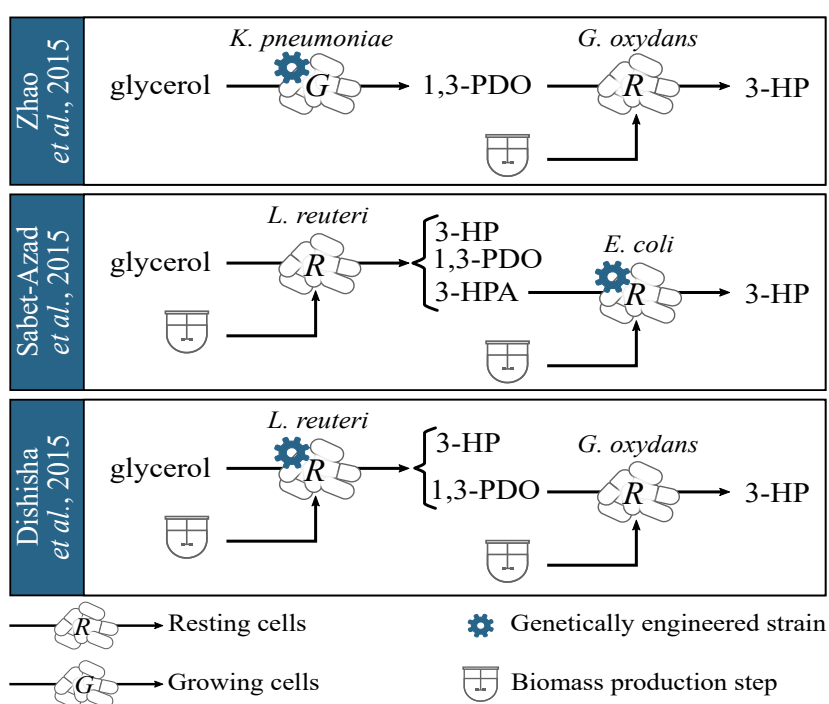 Zhao
et al., 2015
K. pneumoniae
G. oxydans
glycerol
G
1,3-PDO
R
3-HP
Sabet-Azad
et al., 2015
L. reuteri
E. coli
glycerol
R
3-HP
1,3-PDO
3-HPA
R
3-HP
Dishisha
et al., 2015
L. reuteri
G. oxydans
glycerol
R
3-HP
1,3-PDO
R
3-HP
R
Resting cells
Genetically engineered strain
G
Growing cells
Biomass production step